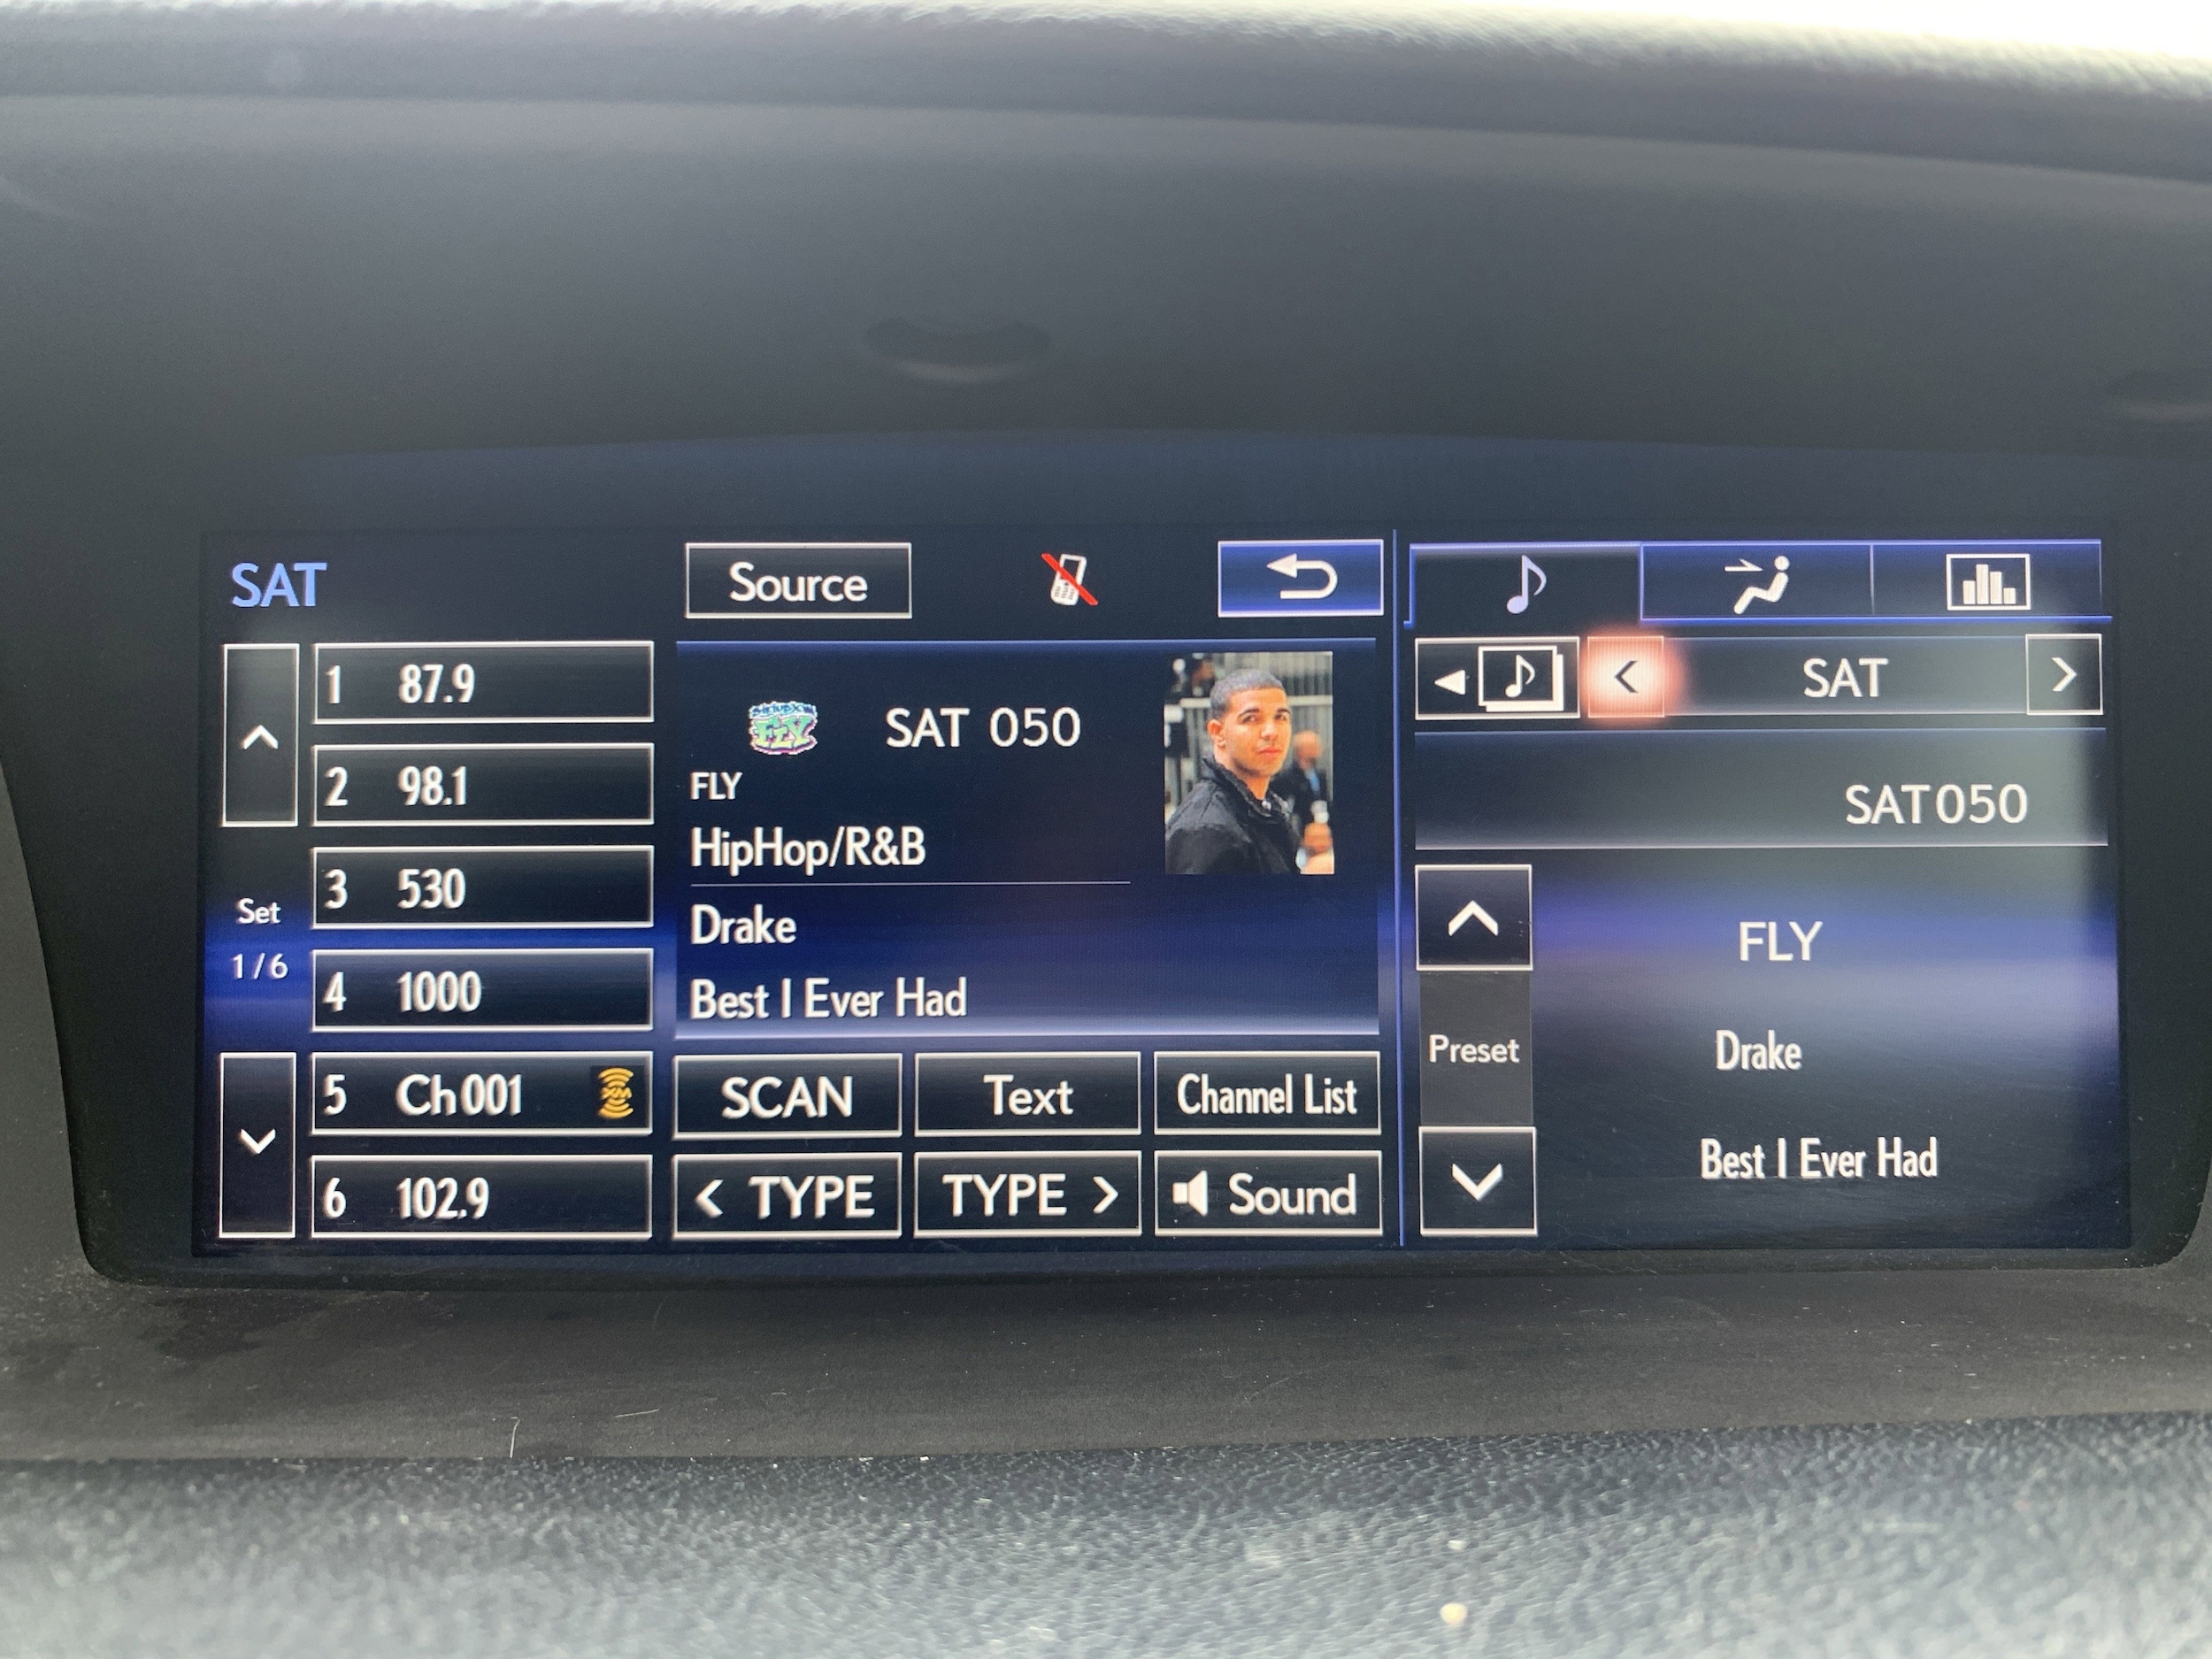 SAT
Source
1 87.9
2 98.1
3 530
4 1000
5 Ch001
6 102.9
Set
1/6
SiriusXM
FLY
SAT 050
FLY
HipHop/R&B
Drake
Best I Ever Had
SCAN
Text
Channel List
< TYPE
TYPE >
Sound
< SAT >
SAT050
Preset
FLY
Drake
Best I Ever Had